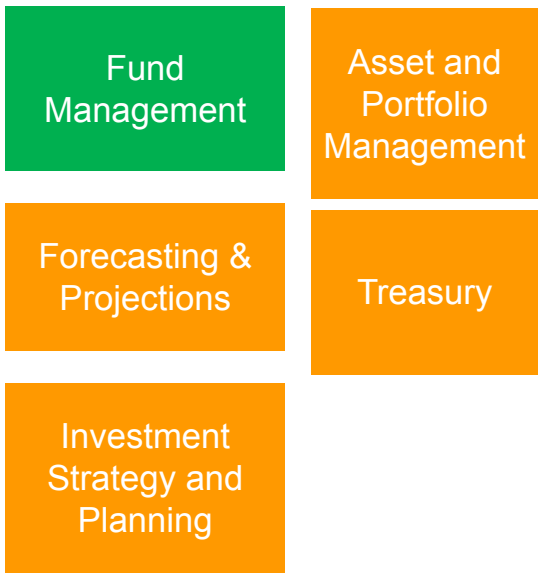 Fund
Management
Asset and
Portfolio
Management
Forecasting &
Projections
Treasury
Investment
Strategy and
Planning